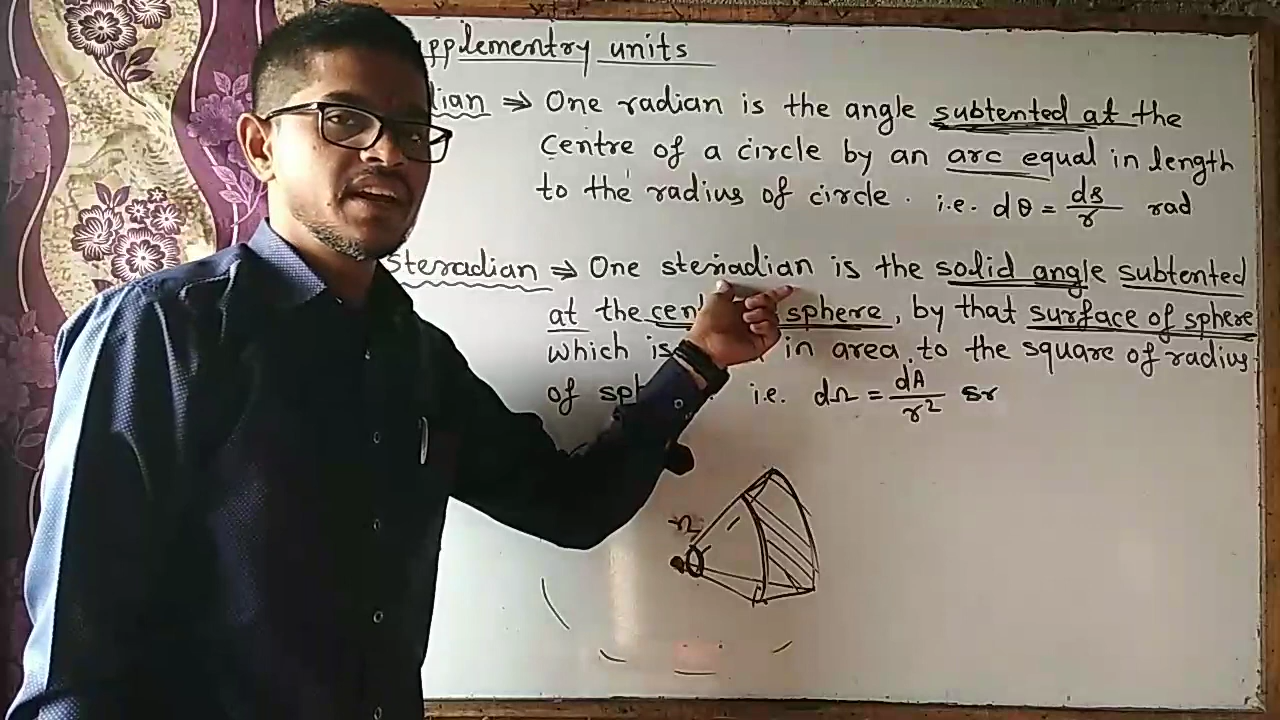 pplementry units
dian ⇒ One radian is the angle subtented at the
Centre of a circle by an arc equal in length
to the radius of circle. i.e. dθ = ds/r rad
Steradian ⇒ One steradian is the solid angle subtented
at the cen sphere, by that surface of sphere
which is in area to the square of radius
of sph i.e. dΩ = dA/r² sr
Ω